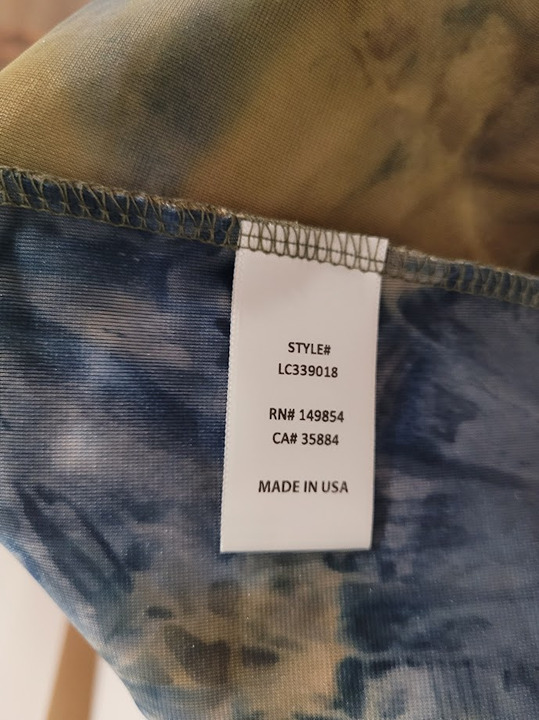 STYLE#
LC339018
RN# 149854
CA# 35884
MADE IN USA